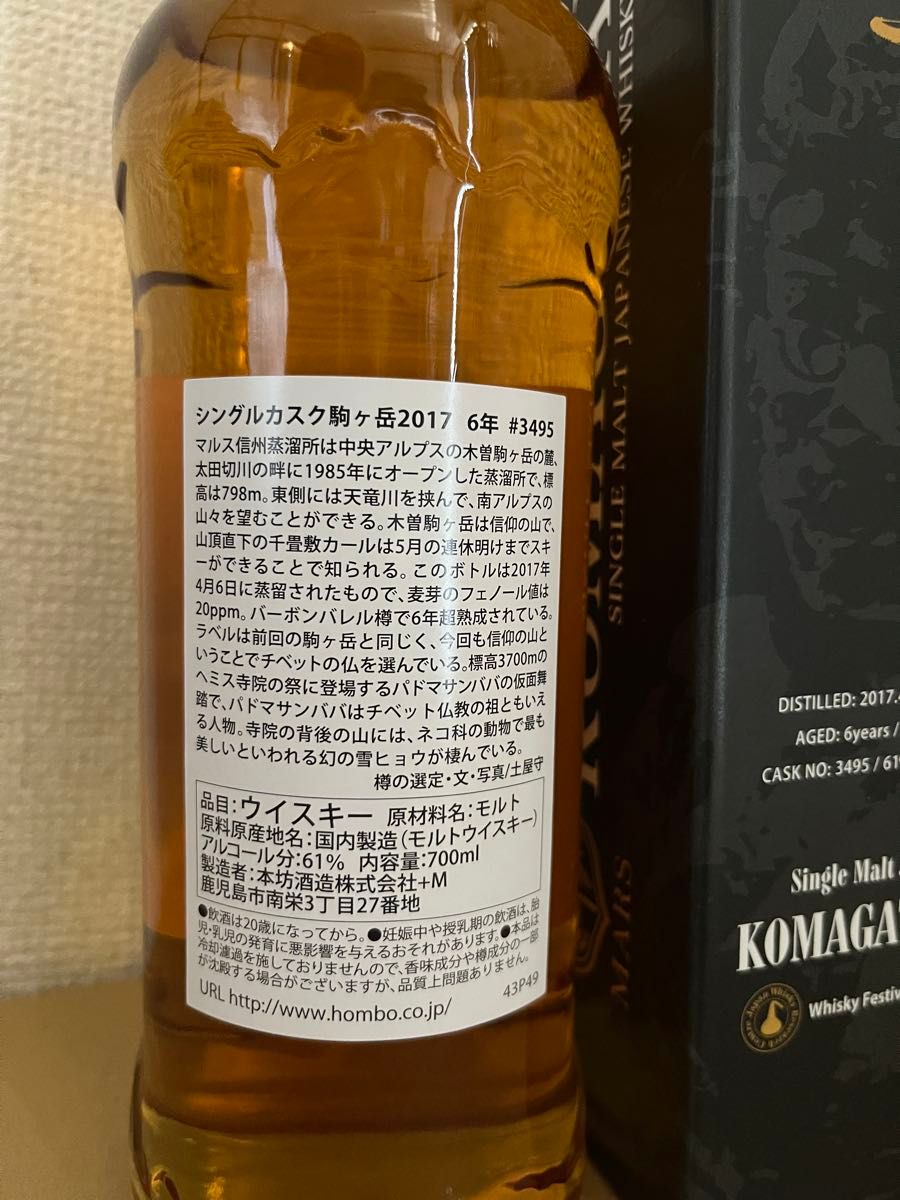 シングルカスク駒ヶ岳2017 6年 #3495
マルス信州蒸溜所は中央アルプスの木曽駒ヶ岳の麓、
太田切川の畔に1985年にオープンした蒸溜所で、標
高は798m。東側には天竜川を挟んで、南アルプスの
山々を望むことができる。木曽駒ヶ岳は信仰の山で、
山頂直下の千畳敷カールは5月の連休明けまでスキ
ーができることで知られる。このボトルは2017年
4月6日に蒸留されたもので、麦芽のフェノール値は
20ppm。バーボンバレル樽で6年超熟成されている。
ラベルは前回の駒ヶ岳と同じく、今回も信仰の山と
いうことでチベットの仏を選んでいる。標高3700mの
ヘミス寺院の祭に登場するパドマサンババの仮面舞
踏で、パドマサンババはチベット仏教の祖ともいえ
る人物。寺院の背後の山には、ネコ科の動物で最も
美しいといわれる幻の雪ヒョウが棲んでいる。
樽の選定・文・写真/土屋守
品目:ウイスキー 原材料名:モルト
原料原産地名:国内製造(モルトウイスキー)
アルコール分:61% 内容量:700ml
製造者:本坊酒造株式会社+M
鹿児島市南栄3丁目27番地
●飲酒は20歳になってから。●妊娠中や授乳期の飲酒は、胎
児・乳児の発育に悪影響を与えるおそれがあります。●本品は
冷却濾過を施しておりませんので、香味成分や樽成分の一部
が沈殿する場合がございますが、品質上問題ありません。
URL http://www.hombo.co.jp/ 43P49
SINGLE MALT JAPANESE WHISK
MARS
DISTILLED: 2017.4
AGED: 6years /
CASK NO: 3495 / 61
Single Malt
KOMAGA
Whisky Festiv
Japan Whisky Research Centre